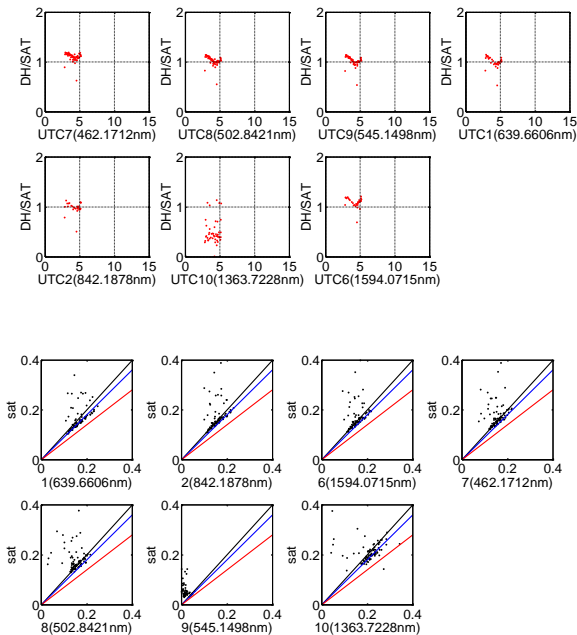 2 2 2 2
DH/SAT DH/SAT DH/SAT DH/SAT
1 1 1 1
0 0 0 0
0 5 10 15 0 5 10 15 0 5 10 15 0 5 10 15
UTC7(462.1712nm) UTC8(502.8421nm) UTC9(545.1498nm) UTC1(639.6606nm)
2 2 2
DH/SAT DH/SAT DH/SAT
1 1 1
0 0 0
0 5 10 15 0 5 10 15 0 5 10 15
UTC2(842.1878nm) UTC10(1363.7228nm) UTC6(1594.0715nm)
0.4 0.4 0.4 0.4
sat sat sat sat
0.2 0.2 0.2 0.2
0 0 0 0
0 0.2 0.4 0 0.2 0.4 0 0.2 0.4 0 0.2 0.4
1(639.6606nm) 2(842.1878nm) 6(1594.0715nm) 7(462.1712nm)
0.4 0.4 0.4
sat sat sat
0.2 0.2 0.2
0 0 0
0 0.2 0.4 0 0.2 0.4 0 0.2 0.4
8(502.8421nm) 9(545.1498nm) 10(1363.7228nm)